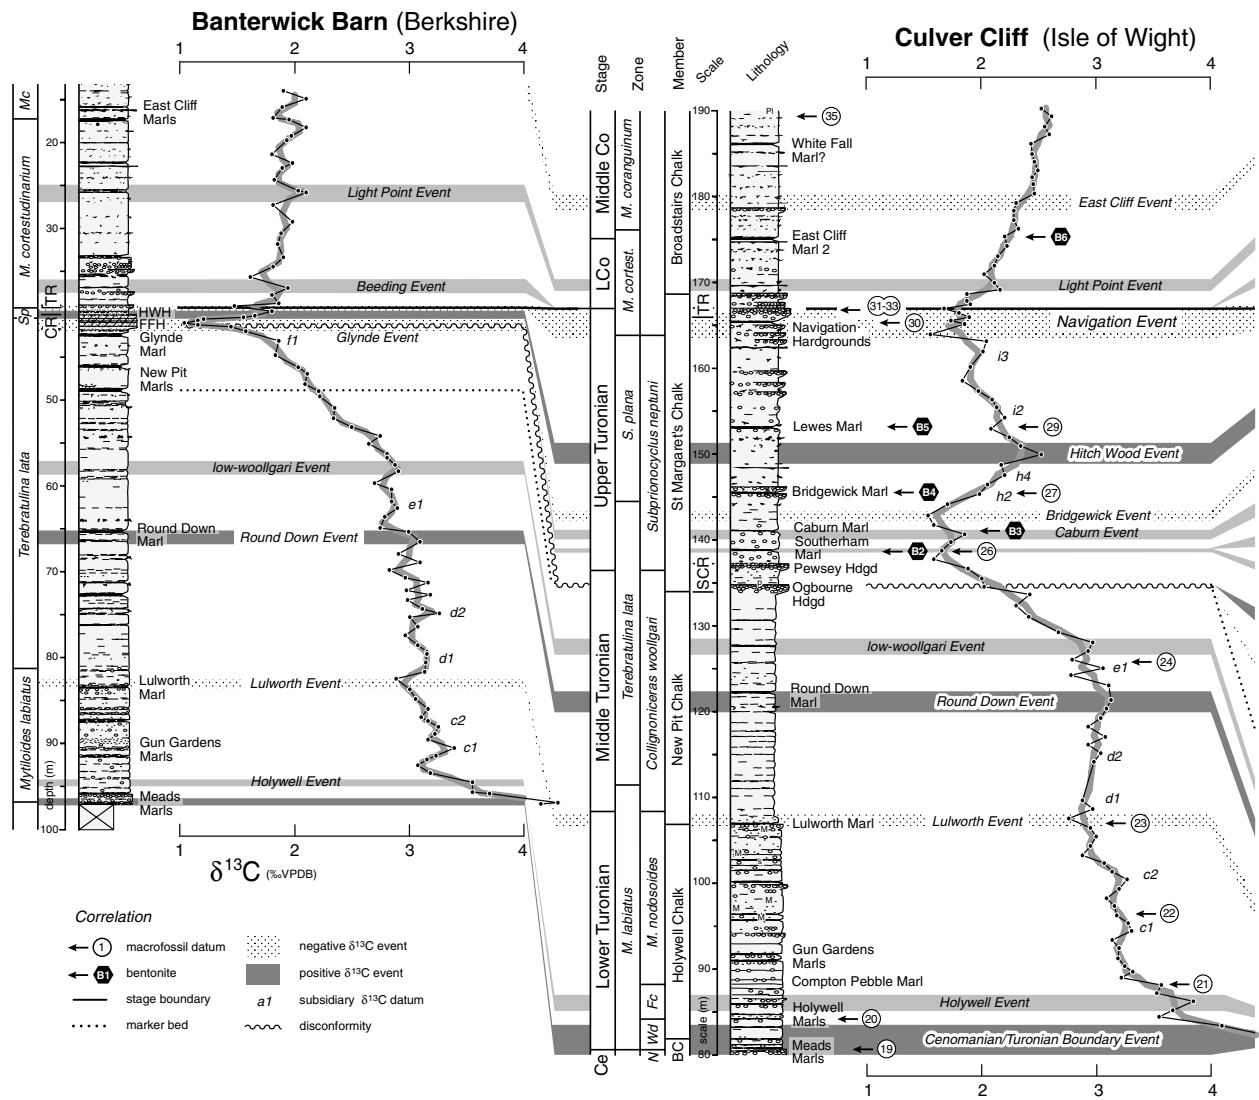 Banterwick Barn (Berkshire)
1 2 3 4
Culver Cliff (Isle of Wight)
1 2 3 4
Stage
Zone
Member
Scale
Lithology
Mc
M. cortestudinarium
Sp
Terebratulina lata
Mytiloides labiatus
TR
CR
20
30
50
60
70
80
90
100
depth (m)
East Cliff
Marls
Light Point Event
Beeding Event
HWH
FFH
Glynde
Marl
Glynde Event
f1
New Pit
Marls
low-woollgari Event
e1
Round Down
Marl
Round Down Event
d2
d1
Lulworth
Marl
Lulworth Event
c2
c1
Gun Gardens
Marls
Holywell Event
Meads
Marls
1 2 3 4
δ13C (‰VPDB)
Correlation
1 macrofossil datum
B1 bentonite
stage boundary
marker bed
negative δ13C event
positive δ13C event
a1 subsidiary δ13C datum
disconformity
Middle Co
LCo
Upper Turonian
Middle Turonian
Lower Turonian
Ce
M. coranguinum
M. cortest.
S. plana
Terebratulina lata
M. labiatus
Subprionocyclus neptuni
Collignoniceras woollgari
M. nodosoides
Fc
Wd
N
Broadstairs Chalk
TR
St Margaret's Chalk
SCR
New Pit Chalk
Holywell Chalk
BC
190
180
170
160
150
140
130
120
110
100
90
80
scale (m)
Pl
35
White Fall
Marl?
East Cliff Event
East Cliff
Marl 2
B6
Light Point Event
31-33
30
Navigation Event
Navigation
Hardgrounds
i3
i2
Lewes Marl
B5
29
Hitch Wood Event
h4
Bridgewick Marl
B4
h2
27
Bridgewick Event
Caburn Marl
B3
Caburn Event
Southerham
Marl
B2
26
Pewsey Hdgd
Ogbourne
Hdgd
low-woollgari Event
e1
24
Round Down
Marl
Round Down Event
d2
d1
Lulworth Marl
Lulworth Event
23
M
M
M
M
M
c2
22
c1
Gun Gardens
Marls
Compton Pebble Marl
21
Holywell Event
Holywell
Marls
20
Cenomanian/Turonian Boundary Event
Meads
Marls
19
1 2 3 4